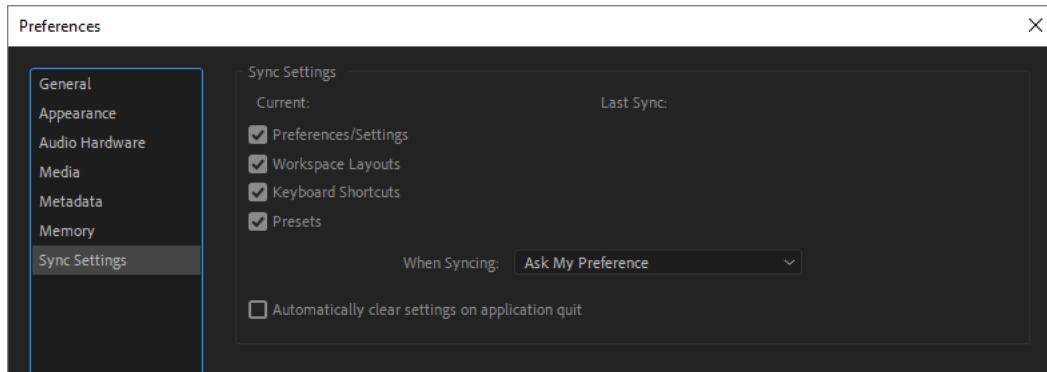 Preferences
General
Appearance
Audio Hardware
Media
Metadata
Memory
Sync Settings
Sync Settings
Current: Last Sync:
Preferences/Settings
Workspace Layouts
Keyboard Shortcuts
Presets
When Syncing: Ask My Preference
Automatically clear settings on application quit